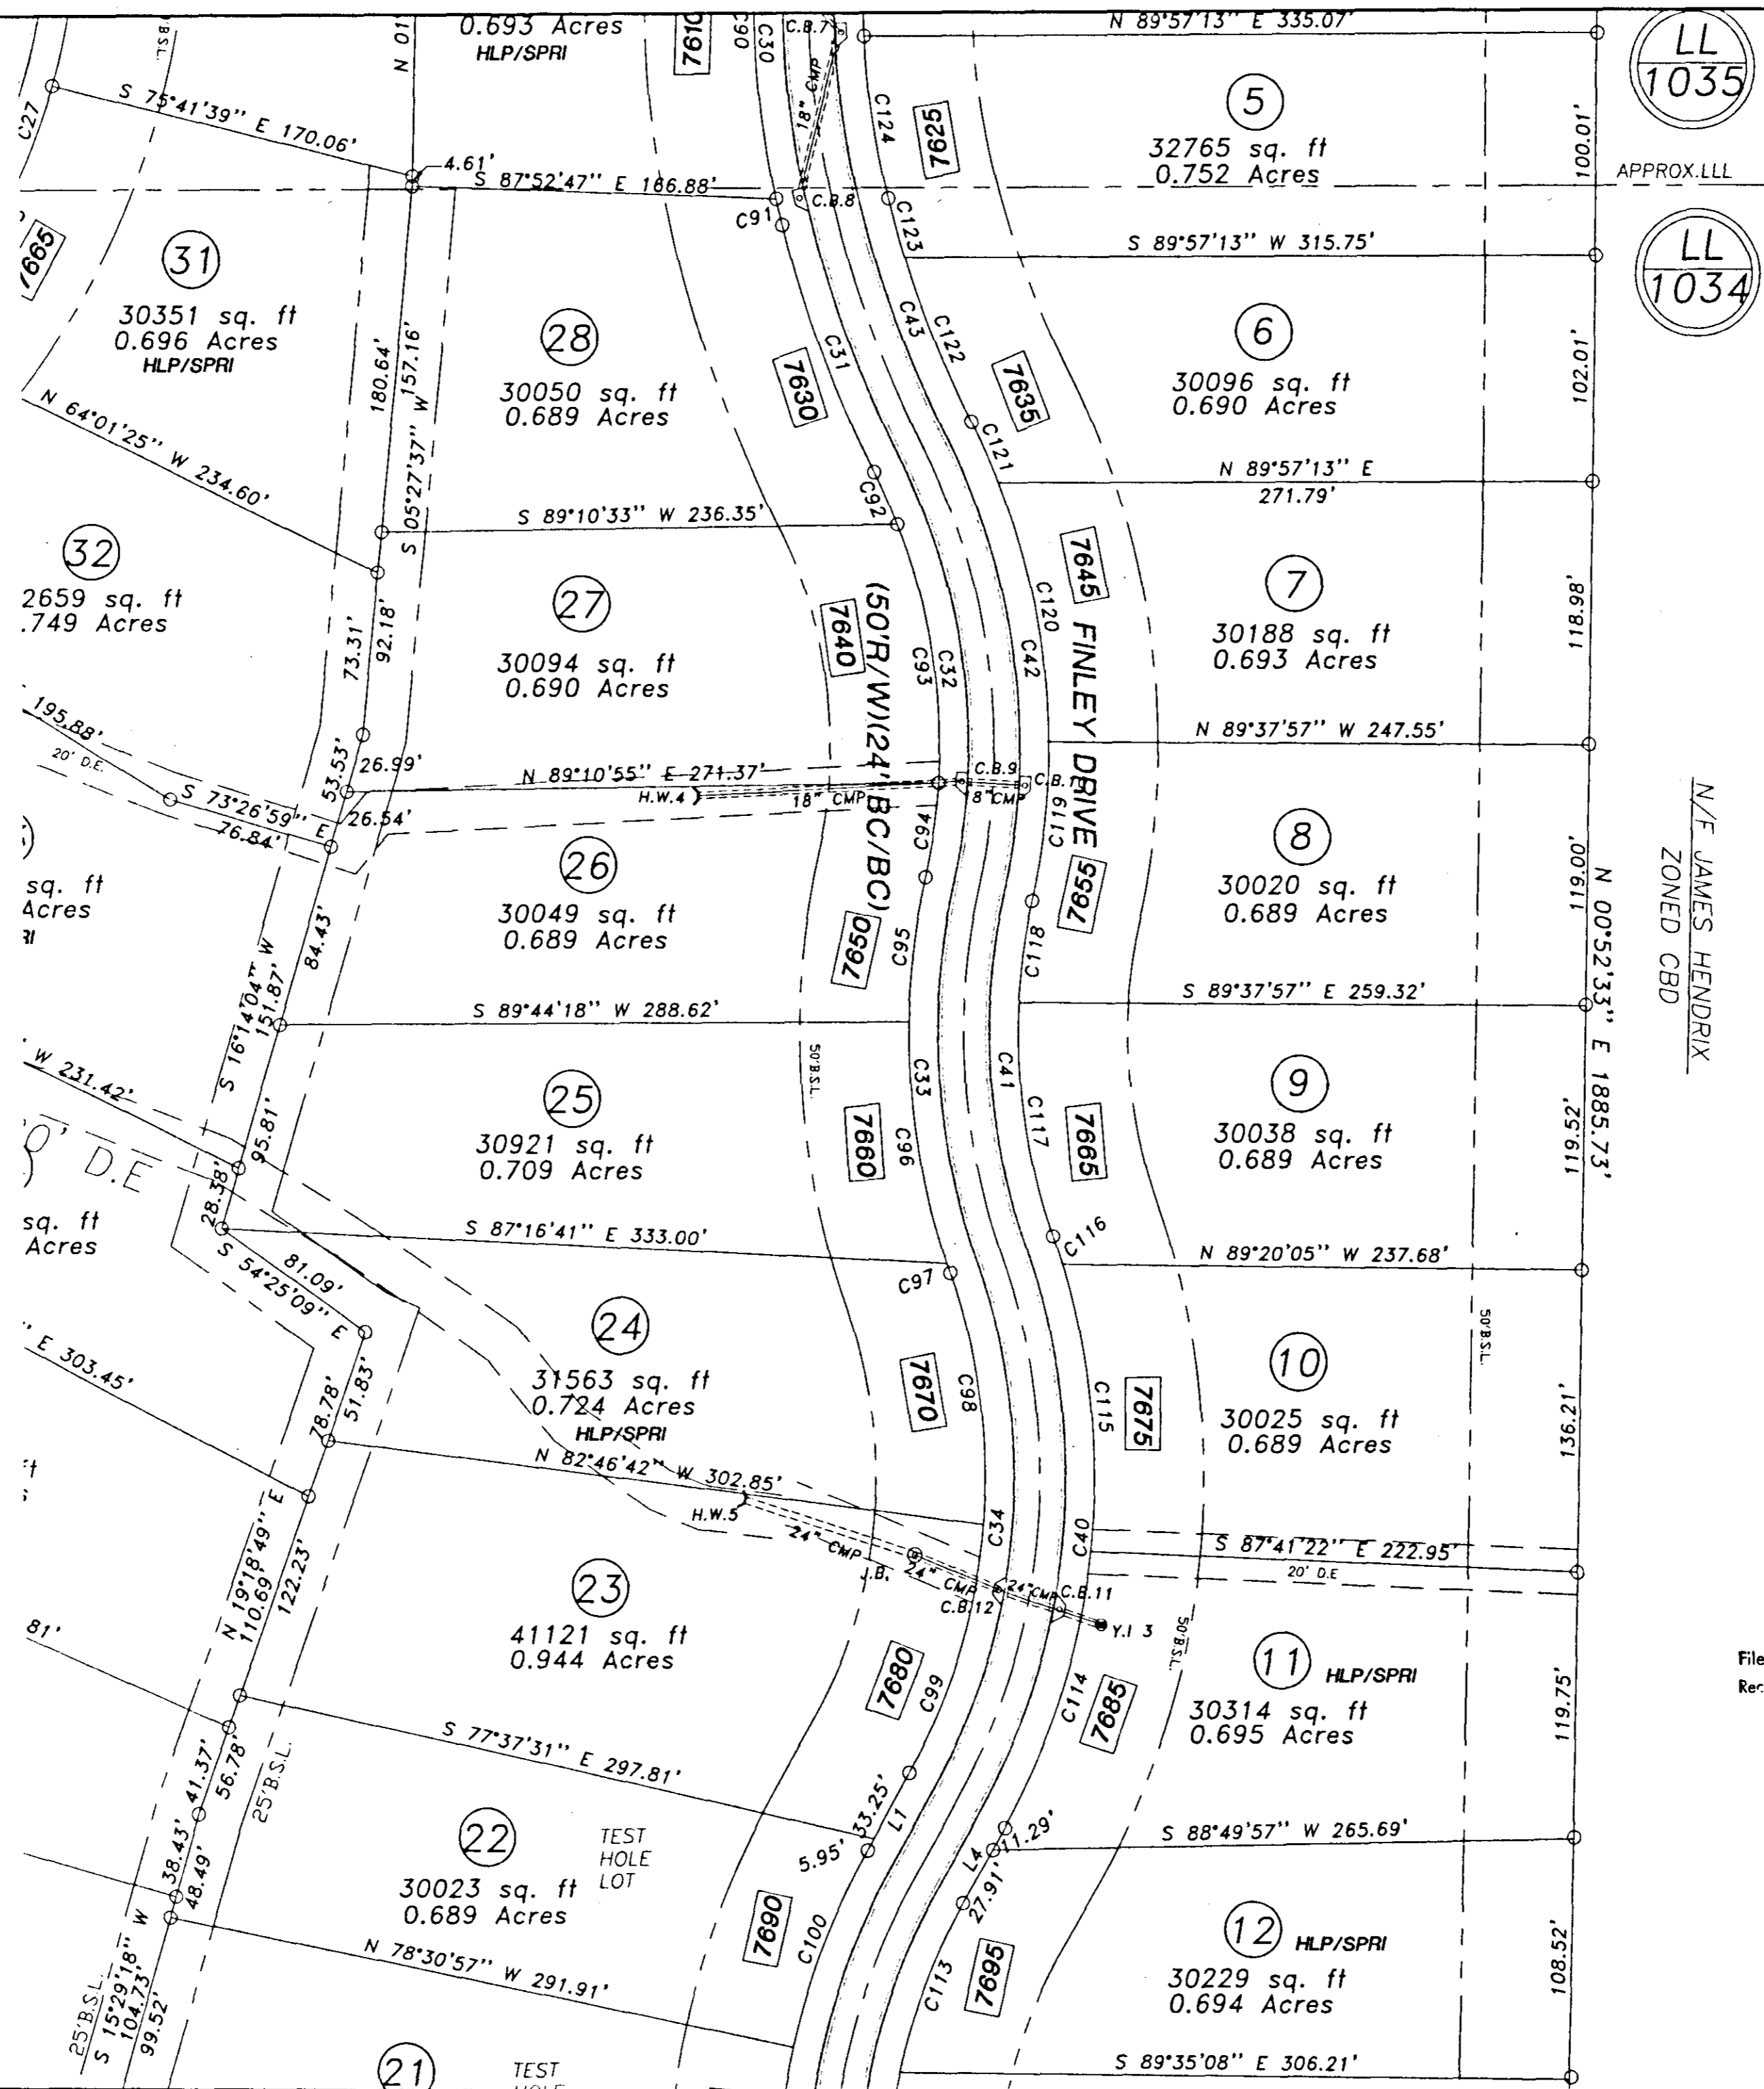 N 89°57'13'' E 335.07'
0.693 Acres
HLP/SPRI
N 01
B.S.L.
7610
C90
C30
C.B.7
18" CMP
C124
7625
5
32765 sq. ft
0.752 Acres
100.01'
LL
1035
APPROX.LLL
LL
1034
C27
S 75°41'39'' E 170.06'
4.61'
S 87°52'47'' E 166.88'
C91
C.B.8
C123
S 89°57'13'' W 315.75'
7665
31
30351 sq. ft
0.696 Acres
HLP/SPRI
180.64'
157.16'
S 05°27'37'' W
28
30050 sq. ft
0.689 Acres
C31
7630
C43
C122
7635
6
30096 sq. ft
0.690 Acres
102.01'
N 64°01'25'' W 234.60'
C92
C121
N 89°57'13'' E
271.79'
S 89°10'33'' W 236.35'
32
2659 sq. ft
.749 Acres
73.31'
92.18'
27
30094 sq. ft
0.690 Acres
7640
C93
C32
(50'R/W)(24'BC/BC)
C42
C120
7645
FINLEY DRIVE
7
30188 sq. ft
0.693 Acres
118.98'
N 89°37'57'' W 247.55'
195.88'
20' D.E.
S 73°26'59'' E
76.84'
53.53'
26.99'
26.54'
N 89°10'55'' E 271.37'
H.W.4
18" CMP
C.B.9
8"CMP
C94
C119
7655
8
30020 sq. ft
0.689 Acres
119.00'
N/F JAMES HENDRIX
ZONED CBD
N 00°52'33'' E 1885.73'
sq. ft
Acres
RI
84.43'
S 16°14'04'' W
151.87'
26
30049 sq. ft
0.689 Acres
7650
C95
C118
S 89°37'57'' E 259.32'
S 89°44'18'' W 288.62'
50'B.S.L.
W 231.42'
95.81'
25
30921 sq. ft
0.709 Acres
7660
C33
C96
C41
C117
7665
9
30038 sq. ft
0.689 Acres
119.52'
D.E
28.38'
sq. ft
Acres
S 87°16'41'' E 333.00'
C97
C116
N 89°20'05'' W 237.68'
81.09'
S 54°25'09'' E
24
31563 sq. ft
0.724 Acres
HLP/SPRI
7670
C98
C115
7675
10
30025 sq. ft
0.689 Acres
50'B.S.L.
136.21'
E 303.45'
78.78'
51.83'
N 82°46'42'' W 302.85'
H.W.5
24" CMP
J.B.
24" CMP
C.B.12
24"CMP
C.B.11
Y.I 3
C34
C40
S 87°41'22'' E 222.95'
20' D.E
50'B.S.L.
N 19°18'49'' E
110.69'
122.23'
23
41121 sq. ft
0.944 Acres
7680
C99
C114
7685
11 HLP/SPRI
30314 sq. ft
0.695 Acres
119.75'
File
Rec
81'
41.37'
56.78'
25'B.S.L.
S 77°37'31'' E 297.81'
33.25'
L1
5.95'
11.29'
L4
27.91'
S 88°49'57'' W 265.69'
38.43'
48.49'
22
30023 sq. ft
0.689 Acres
TEST
HOLE
LOT
7690
C100
C113
7695
12 HLP/SPRI
30229 sq. ft
0.694 Acres
108.52'
N 78°30'57'' W 291.91'
25'B.S.L.
S 15°29'18'' W
104.73'
99.52'
21
TEST
S 89°35'08'' E 306.21'